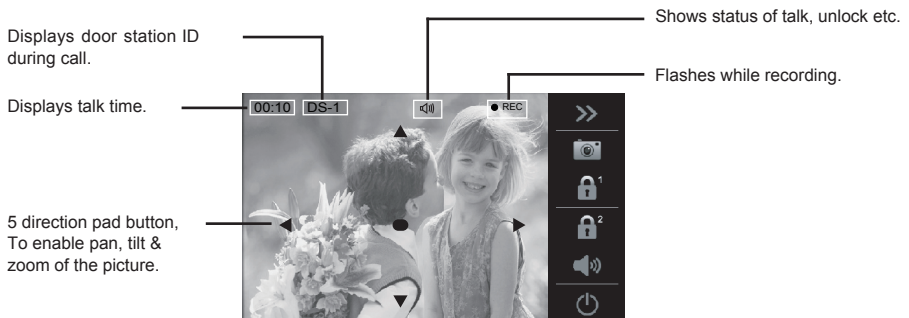 Displays door station ID
during call.
Displays talk time.
5 direction pad button,
To enable pan, tilt &
zoom of the picture.
Shows status of talk, unlock etc.
Flashes while recording.
00:10 DS-1 REC
1
2